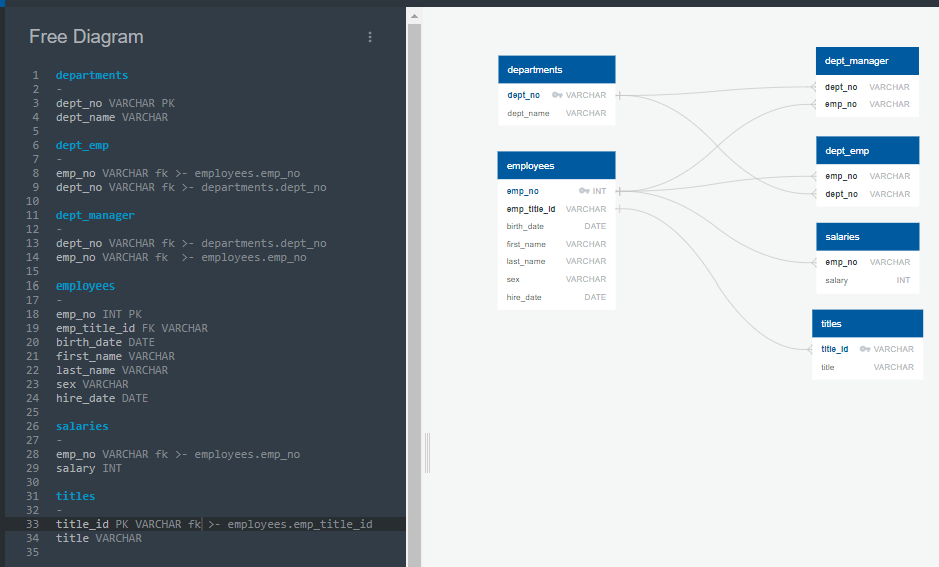 Free Diagram
1 departments
2 -
3 dept_no VARCHAR PK
4 dept_name VARCHAR
5
6 dept_emp
7 -
8 emp_no VARCHAR fk >- employees.emp_no
9 dept_no VARCHAR fk >- departments.dept_no
10
11 dept_manager
12 -
13 dept_no VARCHAR fk >- departments.dept_no
14 emp_no VARCHAR fk  >- employees.emp_no
15
16 employees
17 -
18 emp_no INT PK
19 emp_title_id FK VARCHAR
20 birth_date DATE
21 first_name VARCHAR
22 last_name VARCHAR
23 sex VARCHAR
24 hire_date DATE
25
26 salaries
27 -
28 emp_no VARCHAR fk >- employees.emp_no
29 salary INT
30
31 titles
32 -
33 title_id PK VARCHAR fk >- employees.emp_title_id
34 title VARCHAR
35
departments
dept_no VARCHAR
dept_name VARCHAR
employees
emp_no INT
emp_title_id VARCHAR
birth_date DATE
first_name VARCHAR
last_name VARCHAR
sex VARCHAR
hire_date DATE
dept_manager
dept_no VARCHAR
emp_no VARCHAR
dept_emp
emp_no VARCHAR
dept_no VARCHAR
salaries
emp_no VARCHAR
salary INT
titles
title_id VARCHAR
title VARCHAR